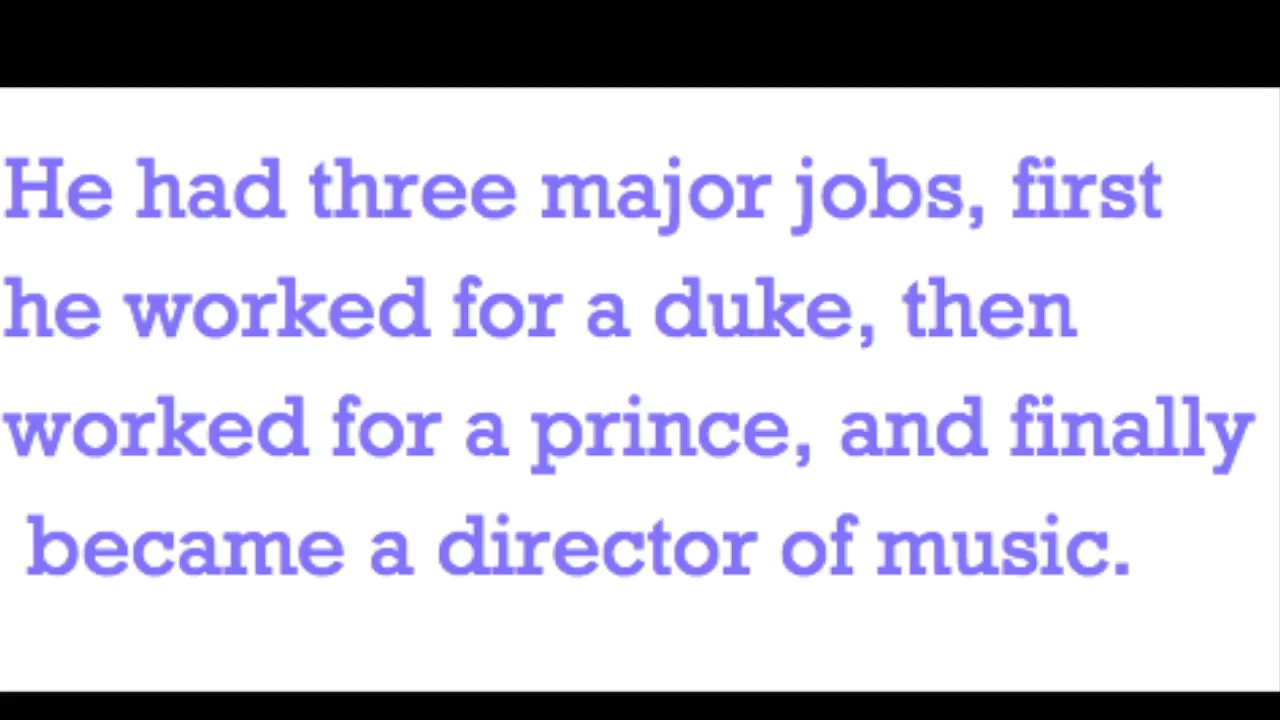 He had three major jobs, first
he worked for a duke, then
worked for a prince, and finally
became a director of music.